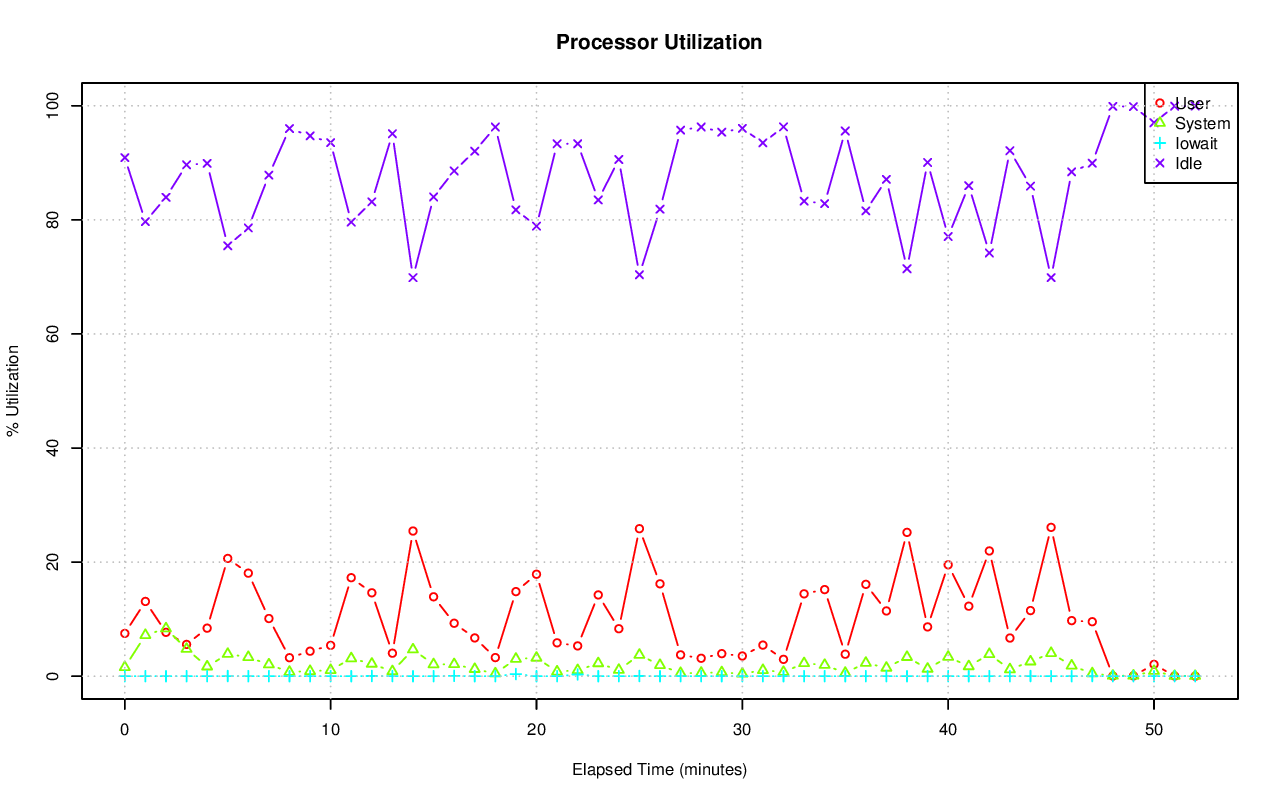 Processor Utilization
100
80
60
40
20
0
% Utilization
User
System
Iowait
Idle
0 10 20 30 40 50
Elapsed Time (minutes)